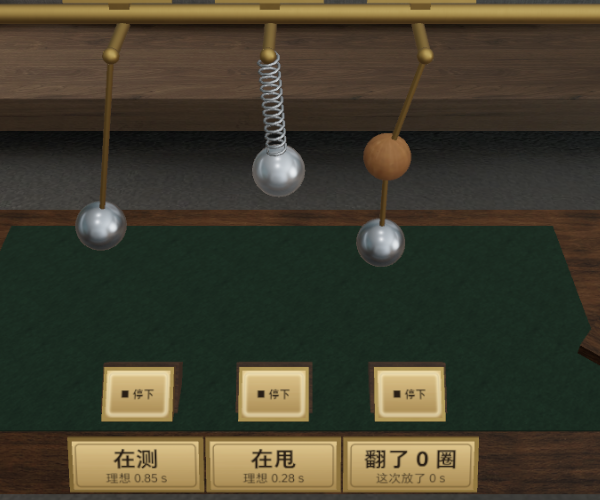 ■ 停下
■ 停下
■ 停下
在测
理想 0.85 s
在甩
理想 0.28 s
翻了 0 圈
这次放了 0 s